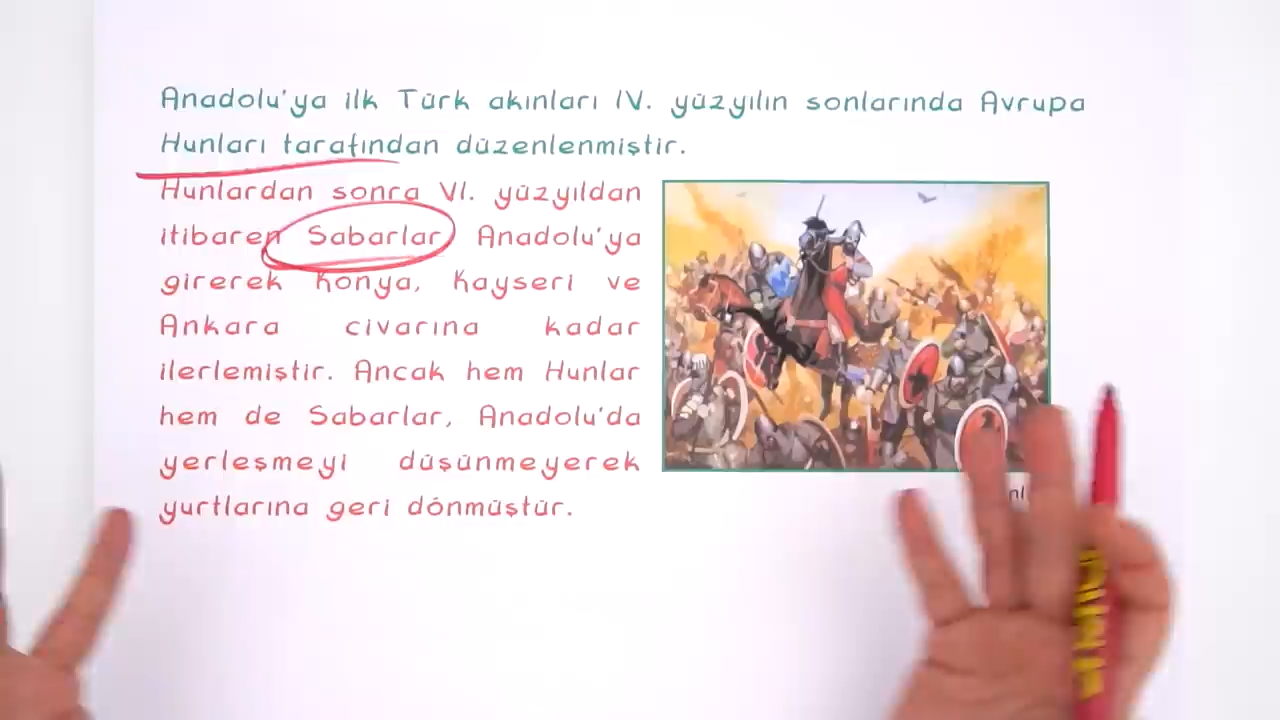 Anadolu'ya ilk Türk akınları IV. yüzyılın sonlarında Avrupa
Hunları tarafından düzenlenmiştir.
Hunlardan sonra VI. yüzyıldan
itibaren Sabarlar Anadolu'ya
girerek Konya, Kayseri ve
Ankara civarına kadar
ilerlemiştir. Ancak hem Hunlar
hem de Sabarlar, Anadolu'da
yerleşmeyi düşünmeyerek
yurtlarına geri dönmüştür.